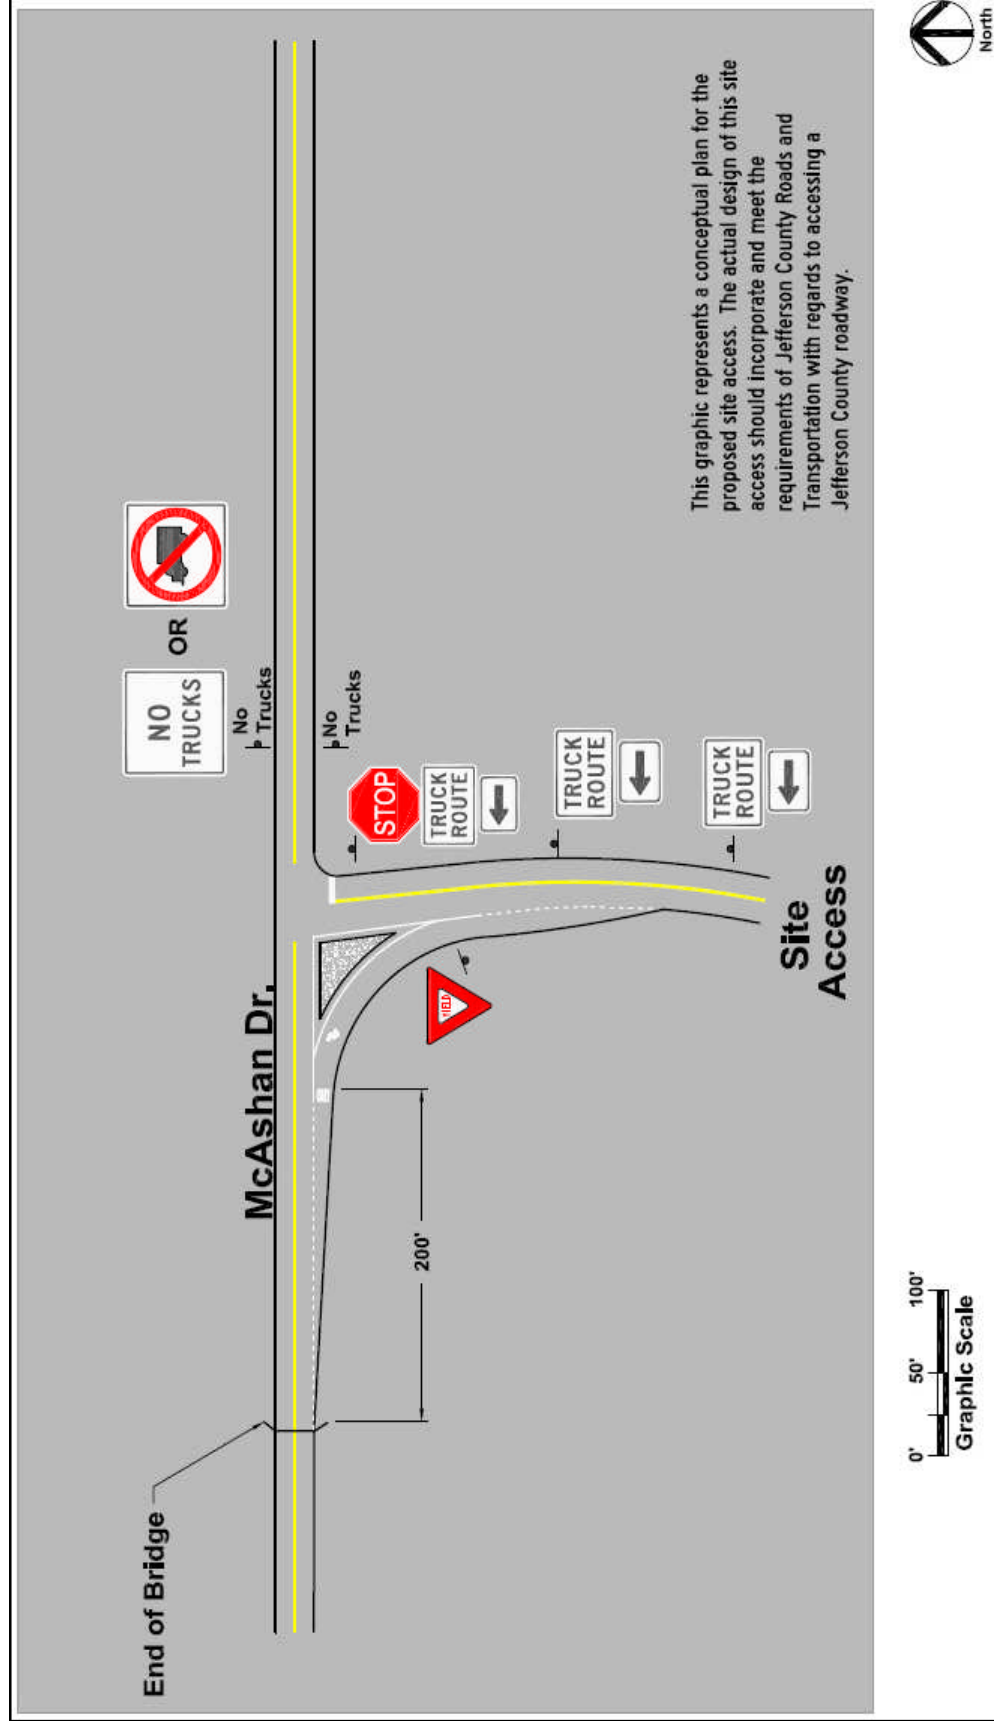 End of Bridge
McAshan Dr.
NO
TRUCKS
OR
No
Trucks
No
Trucks
STOP
TRUCK
ROUTE
TRUCK
ROUTE
TRUCK
ROUTE
YIELD
200'
Site
Access
This graphic represents a conceptual plan for the
proposed site access. The actual design of this site
access should incorporate and meet the
requirements of Jefferson County Roads and
Transportation with regards to accessing a
Jefferson County roadway.
0' 50' 100'
Graphic Scale
North